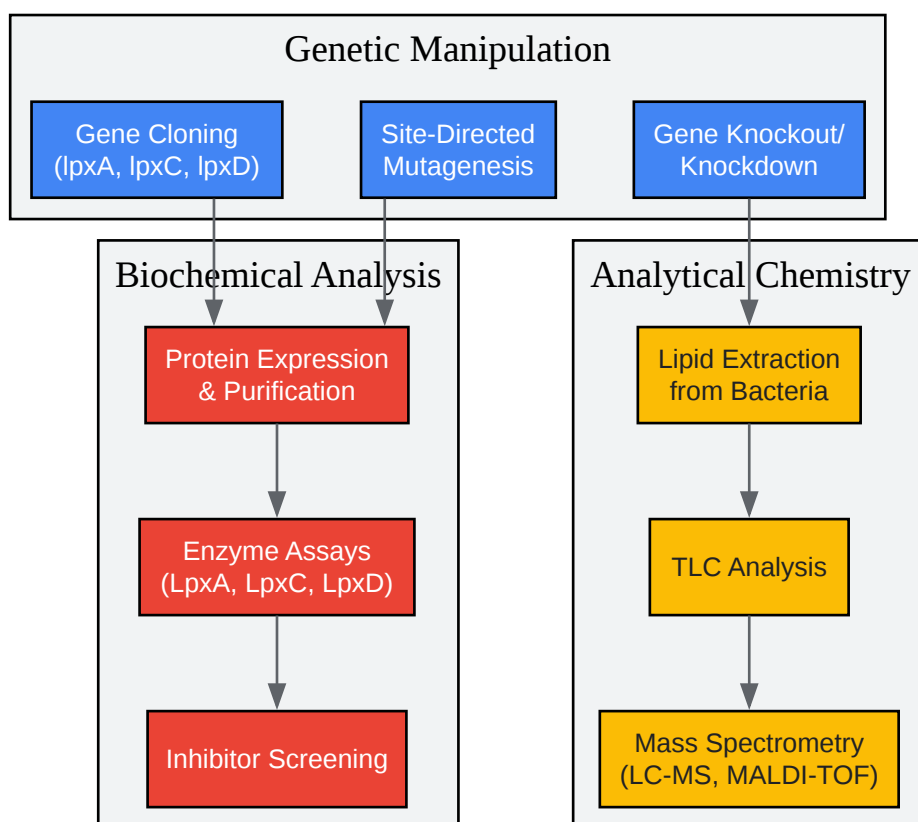 Genetic Manipulation
Gene Cloning
(lpxA, lpxC, lpxD)
Site-Directed
Mutagenesis
Gene Knockout/
Knockdown
Biochemical Analysis
Protein Expression
& Purification
Enzyme Assays
(LpxA, LpxC, LpxD)
Inhibitor Screening
Analytical Chemistry
Lipid Extraction
from Bacteria
TLC Analysis
Mass Spectrometry
(LC-MS, MALDI-TOF)